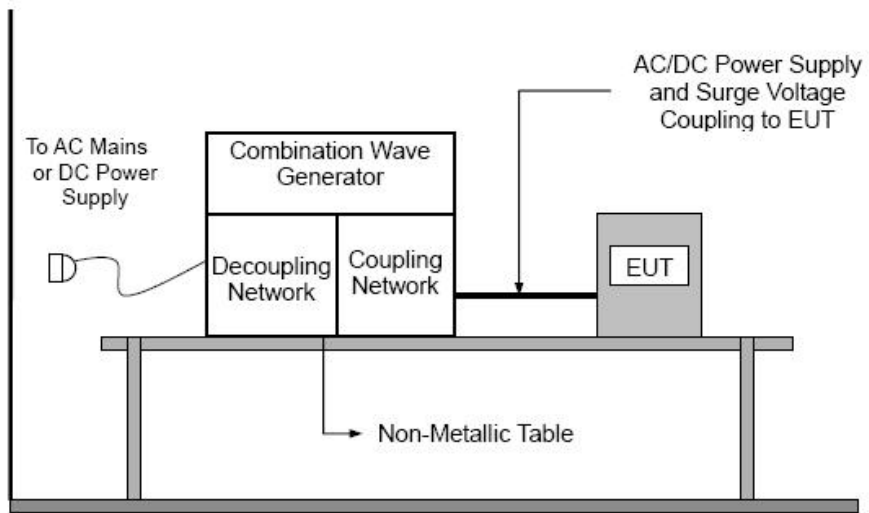 AC/DC Power Supply
and Surge Voltage
Coupling to EUT
To AC Mains
or DC Power
Supply
Combination Wave
Generator
Decoupling
Network
Coupling
Network
EUT
Non-Metallic Table